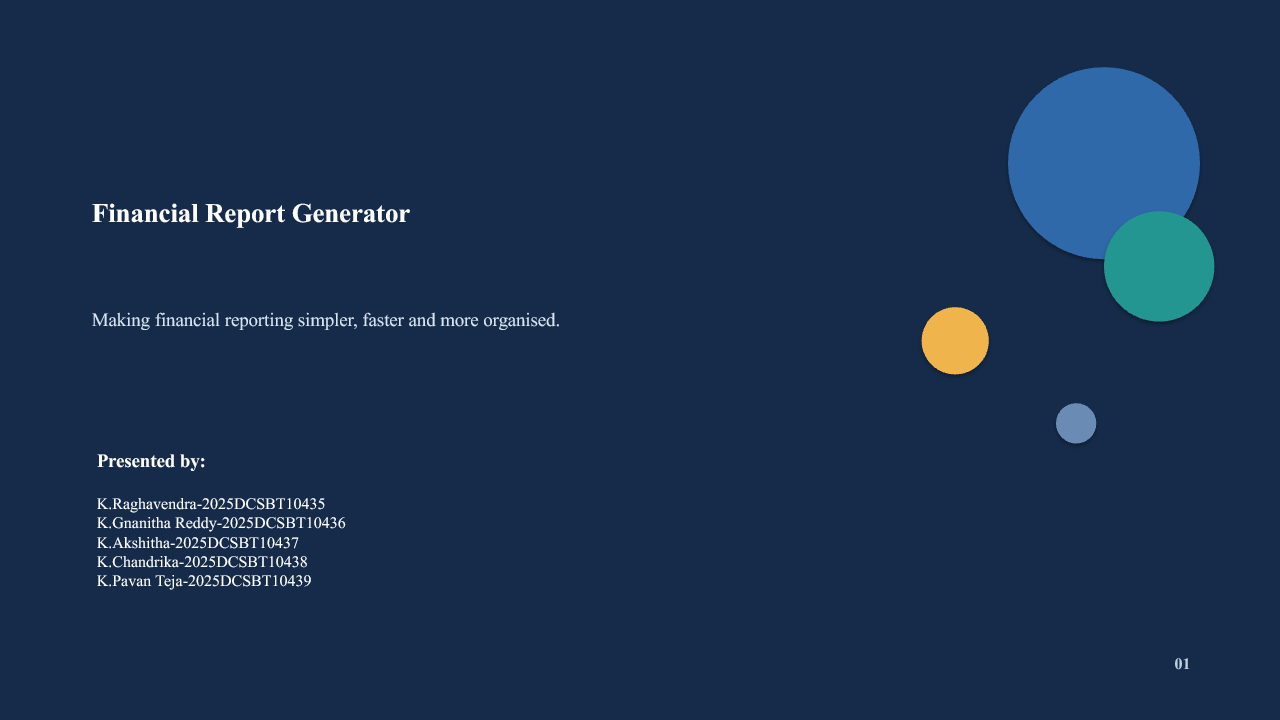 Financial Report Generator
Making financial reporting simpler, faster and more organised.
Presented by:
K.Raghavendra-2025DCSBT10435
K.Gnanitha Reddy-2025DCSBT10436
K.Akshitha-2025DCSBT10437
K.Chandrika-2025DCSBT10438
K.Pavan Teja-2025DCSBT10439
01